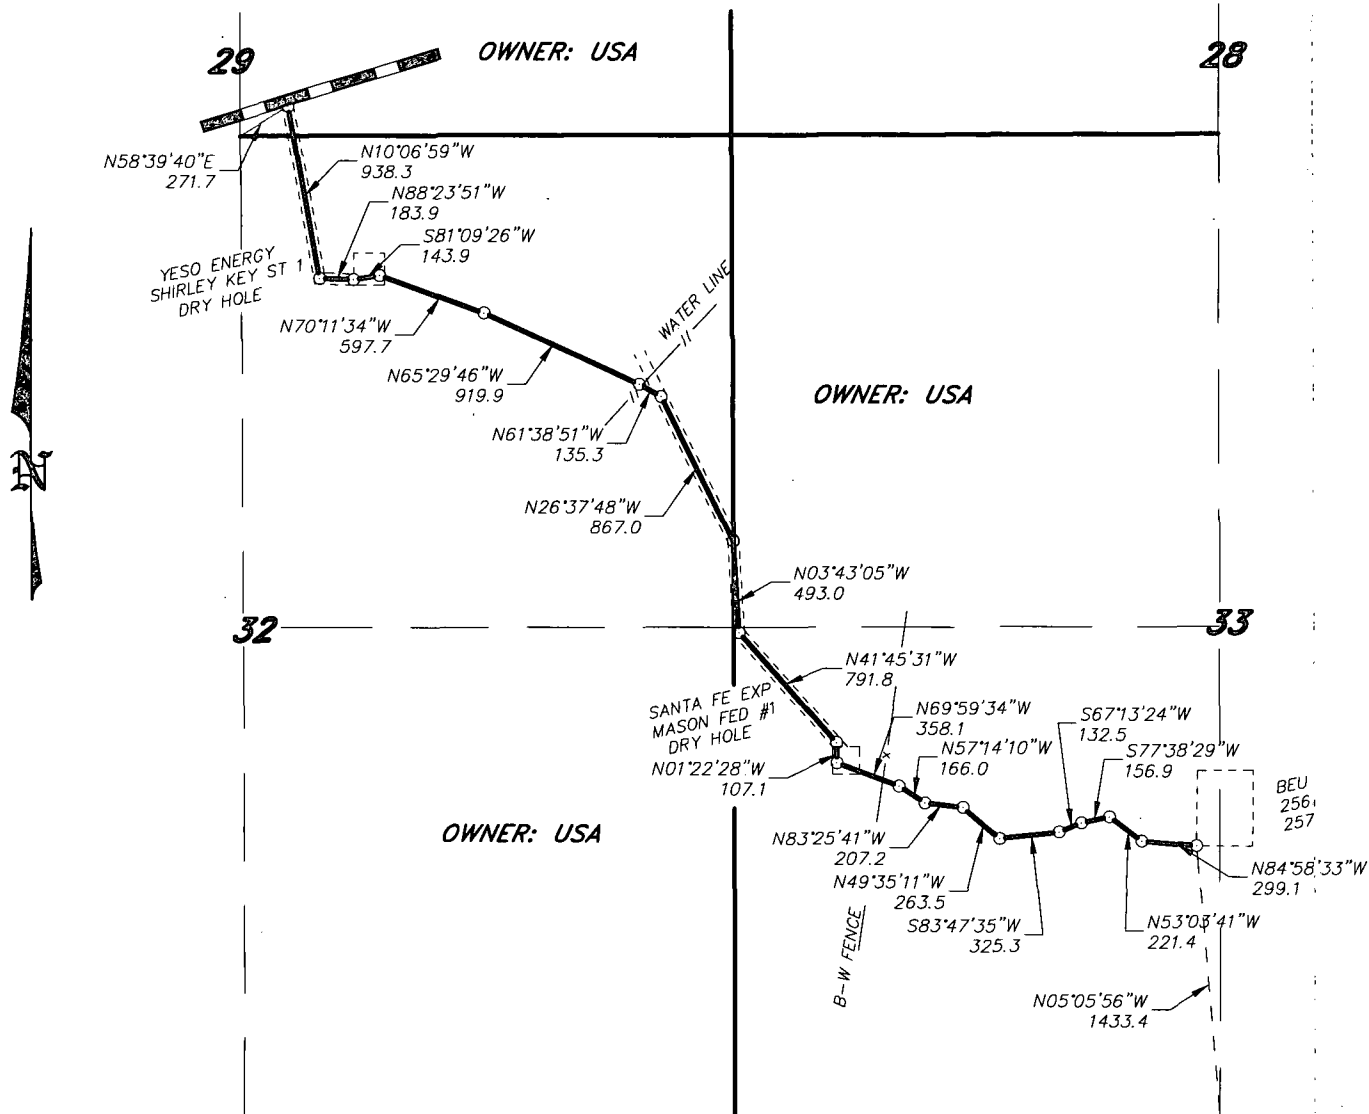 29
OWNER: USA
28
N58°39'40"E
271.7
N10°06'59"W
938.3
N88°23'51"W
183.9
S81°09'26"W
143.9
YESO ENERGY
SHIRLEY KEY ST 1
DRY HOLE
WATER LINE
N70°11'34"W
597.7
N65°29'46"W
919.9
OWNER: USA
N61°38'51"W
135.3
N
N26°37'48"W
867.0
N03°43'05"W
493.0
32
33
N41°45'31"W
791.8
SANTA FE EXP
MASON FED #1
DRY HOLE
N69°59'34"W
358.1
S67°13'24"W
132.5
N57°14'10"W
166.0
S77°38'29"W
156.9
N01°22'28"W
107.1
BEU
256
257
OWNER: USA
N83°25'41"W
207.2
N84°58'33"W
299.1
N49°35'11"W
263.5
S83°47'35"W
325.3
N53°03'41"W
221.4
B-W FENCE
N05°05'56"W
1433.4